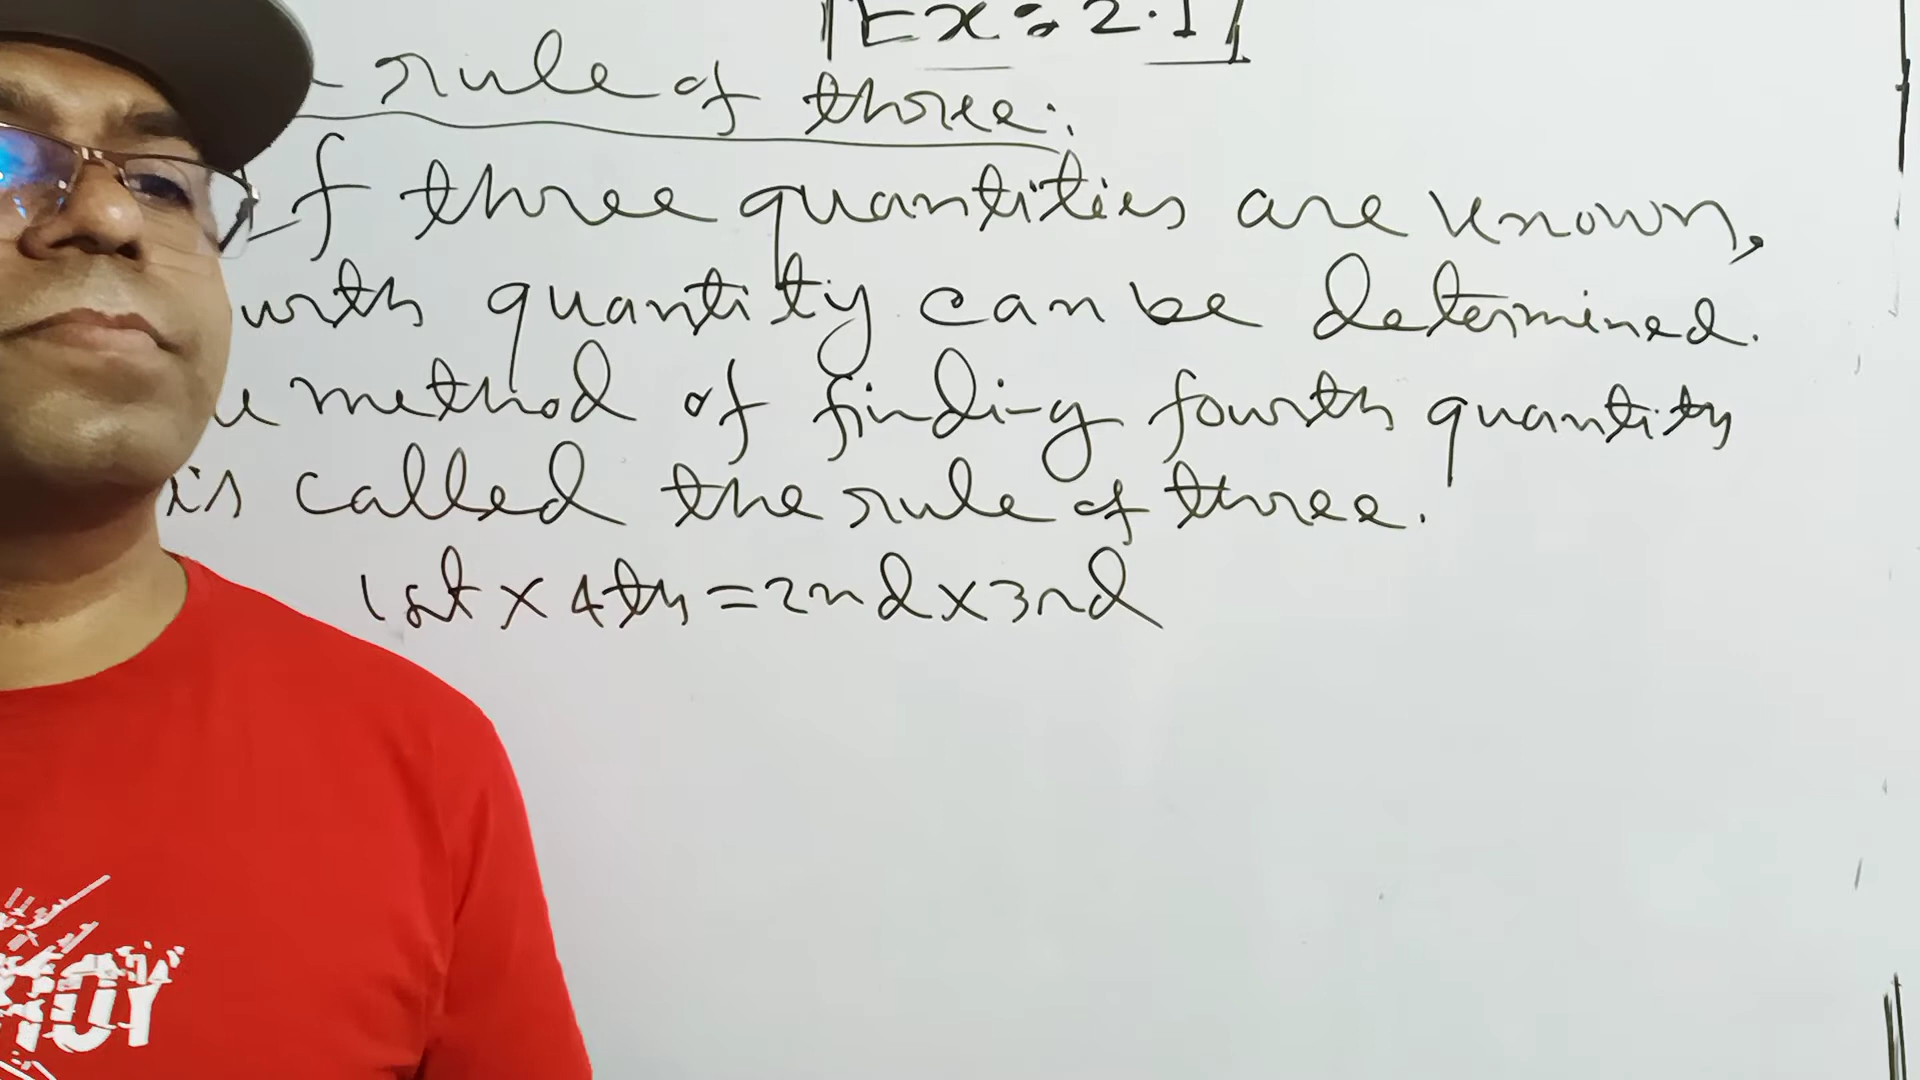 Ex: 2.1
rule of three:
If three quantities are known,
quantity can be determined.
method of finding fourth quantity
is called the rule of three.
1st × 4th = 2nd × 3rd